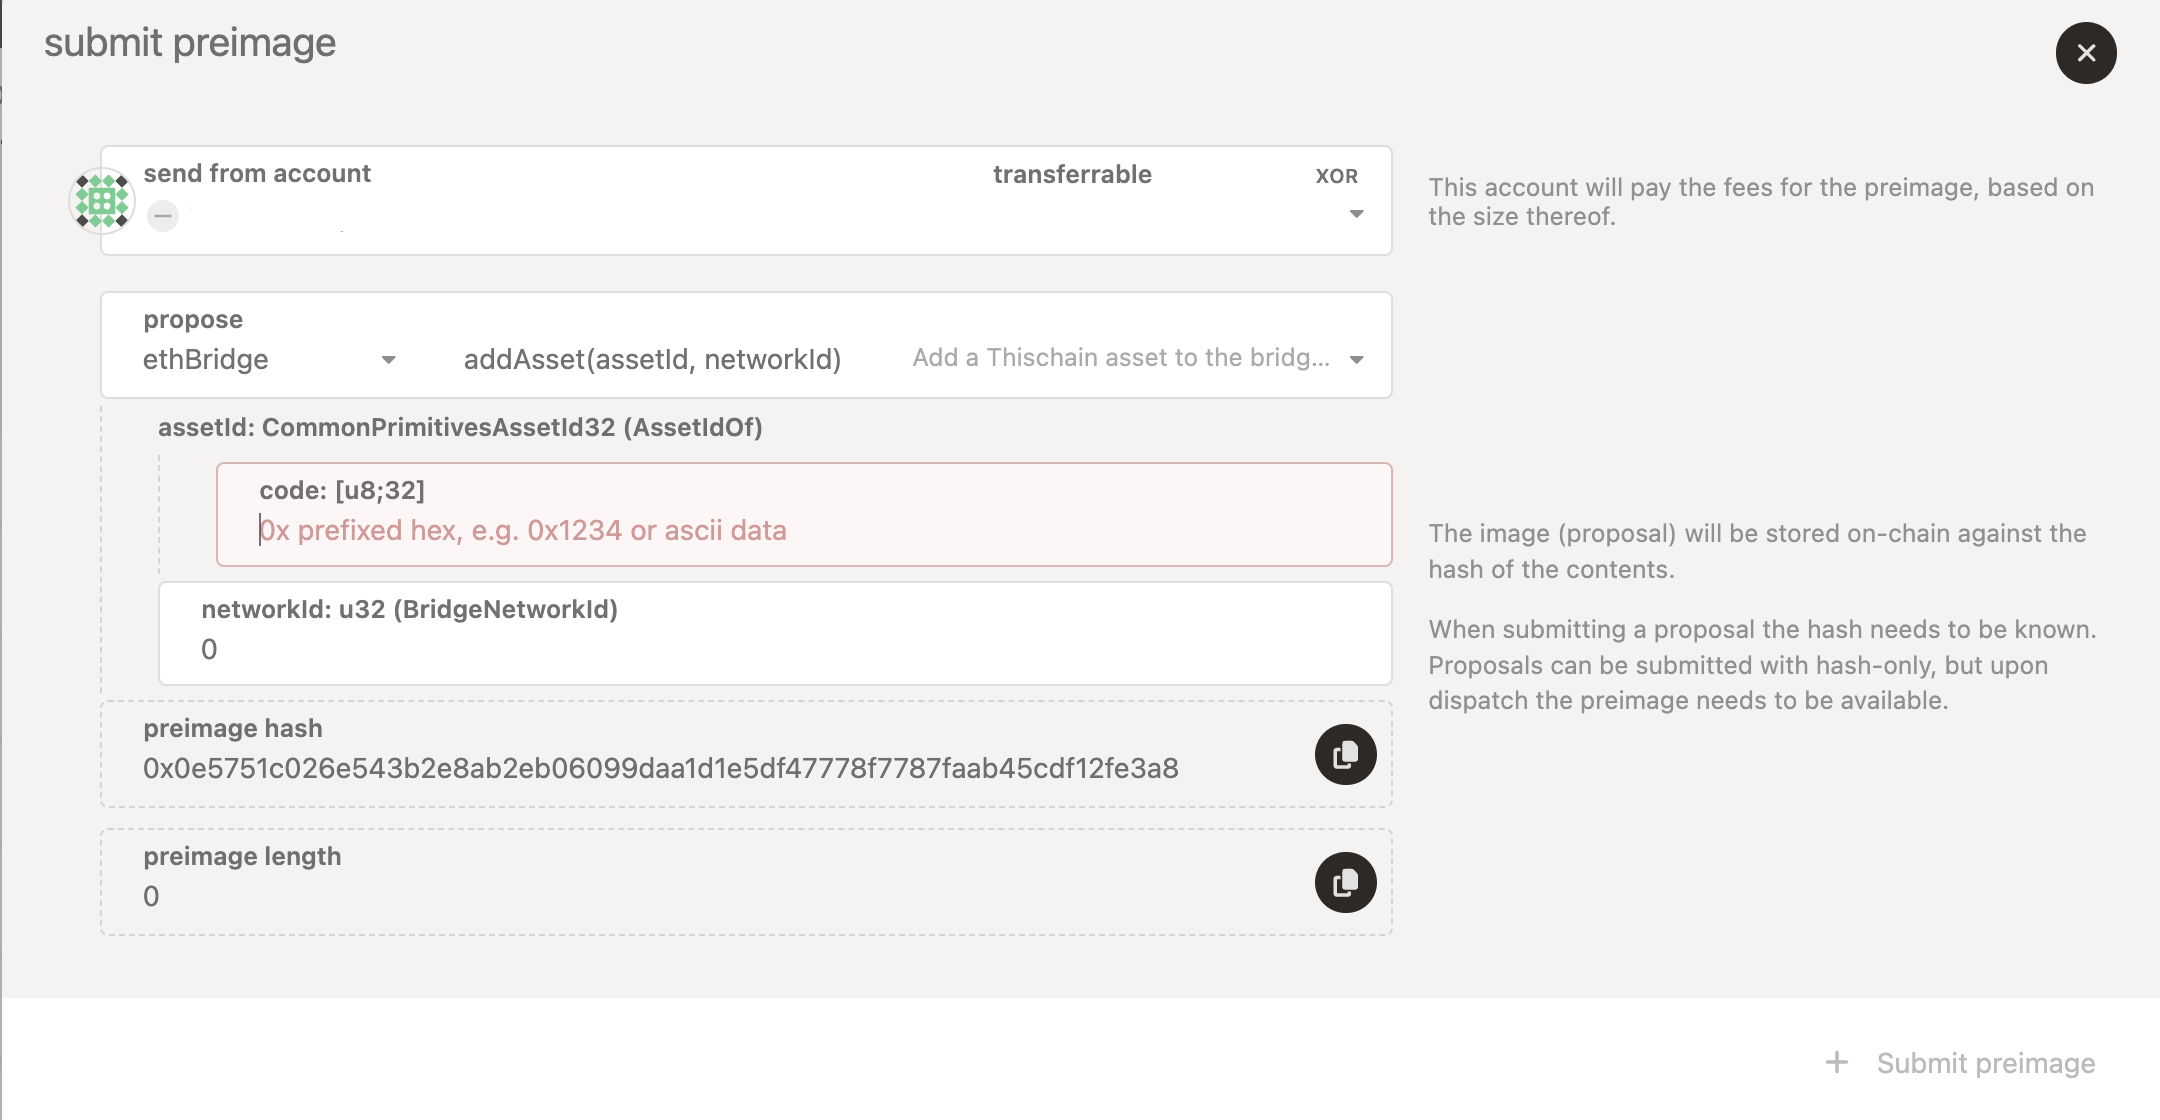 submit preimage
send from account
transferrable
XOR
This account will pay the fees for the preimage, based on
the size thereof.
propose
ethBridge
addAsset(assetId, networkId)
Add a Thischain asset to the bridg...
assetId: CommonPrimitivesAssetId32 (AssetIdOf)
code: [u8;32]
0x prefixed hex, e.g. 0x1234 or ascii data
The image (proposal) will be stored on-chain against the
hash of the contents.
networkId: u32 (BridgeNetworkId)
0
When submitting a proposal the hash needs to be known.
Proposals can be submitted with hash-only, but upon
dispatch the preimage needs to be available.
preimage hash
0x0e5751c026e543b2e8ab2eb06099daa1d1e5df47778f7787faab45cdf12fe3a8
preimage length
0
Submit preimage